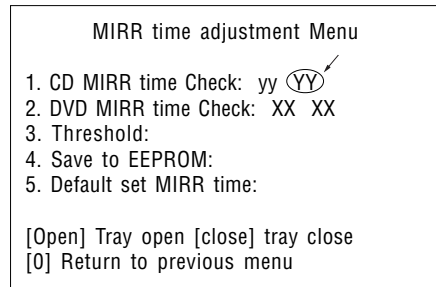 MIRR time adjustment Menu
1. CD MIRR time Check: yy YY
2. DVD MIRR time Check: XX XX
3. Threshold:
4. Save to EEPROM:
5. Default set MIRR time:
[Open] Tray open [close] tray close
[0] Return to previous menu